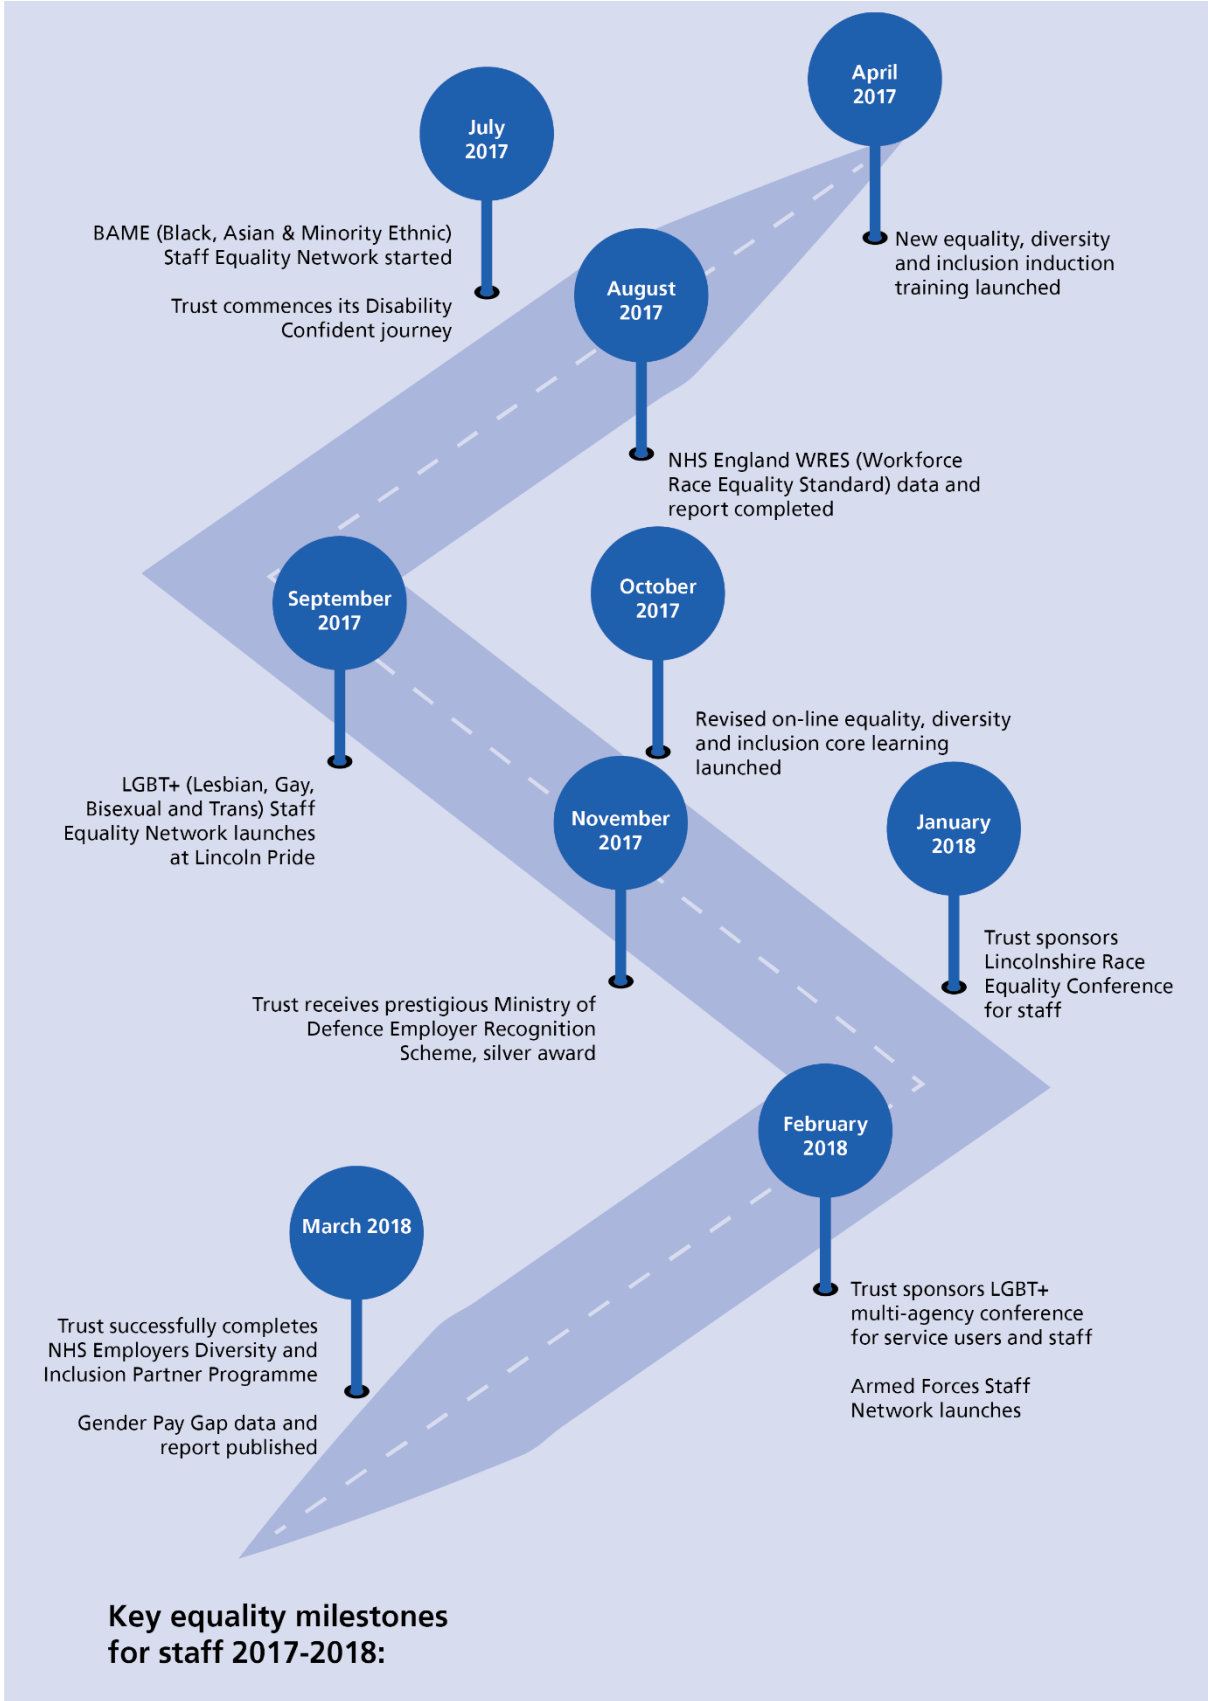 April
2017
New equality, diversity
and inclusion induction
training launched
July
2017
BAME (Black, Asian & Minority Ethnic)
Staff Equality Network started
Trust commences its Disability
Confident journey
August
2017
NHS England WRES (Workforce
Race Equality Standard) data and
report completed
September
2017
LGBT+ (Lesbian, Gay,
Bisexual and Trans) Staff
Equality Network launches
at Lincoln Pride
October
2017
Revised on-line equality, diversity
and inclusion core learning
launched
November
2017
Trust receives prestigious Ministry of
Defence Employer Recognition
Scheme, silver award
January
2018
Trust sponsors
Lincolnshire Race
Equality Conference
for staff
February
2018
Trust sponsors LGBT+
multi-agency conference
for service users and staff
Armed Forces Staff
Network launches
March 2018
Trust successfully completes
NHS Employers Diversity and
Inclusion Partner Programme
Gender Pay Gap data and
report published
Key equality milestones
for staff 2017-2018: